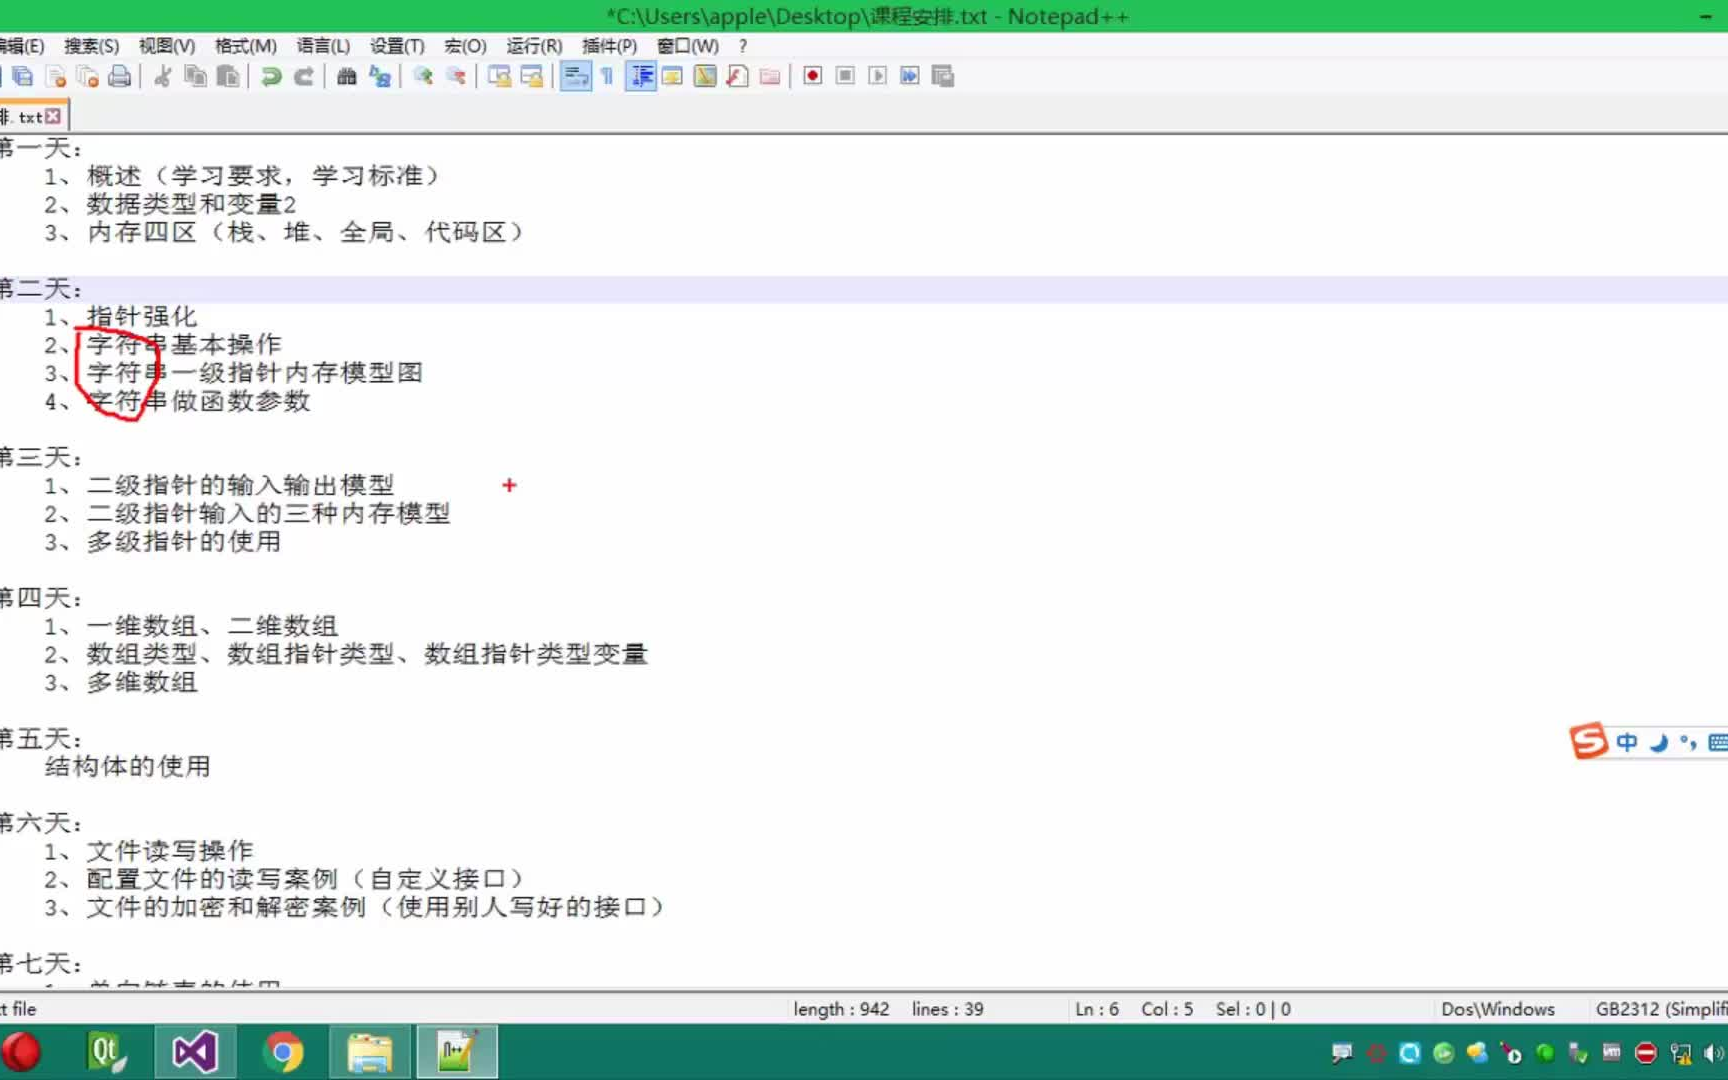 *C:\Users\apple\Desktop\课程安排.txt - Notepad++
编辑(E) 搜索(S) 视图(V) 格式(M) 语言(L) 设置(T) 宏(O) 运行(R) 插件(P) 窗口(W) ?
排.txt
第一天：
1、概述（学习要求，学习标准）
2、数据类型和变量2
3、内存四区（栈、堆、全局、代码区）
第二天：
1、指针强化
2、字符串基本操作
3、字符串一级指针内存模型图
4、字符串做函数参数
第三天：
1、二级指针的输入输出模型
2、二级指针输入的三种内存模型
3、多级指针的使用
第四天：
1、一维数组、二维数组
2、数组类型、数组指针类型、数组指针类型变量
3、多维数组
第五天：
结构体的使用
中
第六天：
1、文件读写操作
2、配置文件的读写案例（自定义接口）
3、文件的加密和解密案例（使用别人写好的接口）
第七天：
t file length : 942 lines : 39 Ln : 6 Col : 5 Sel : 0 | 0 Dos\Windows GB2312 (Simplifi